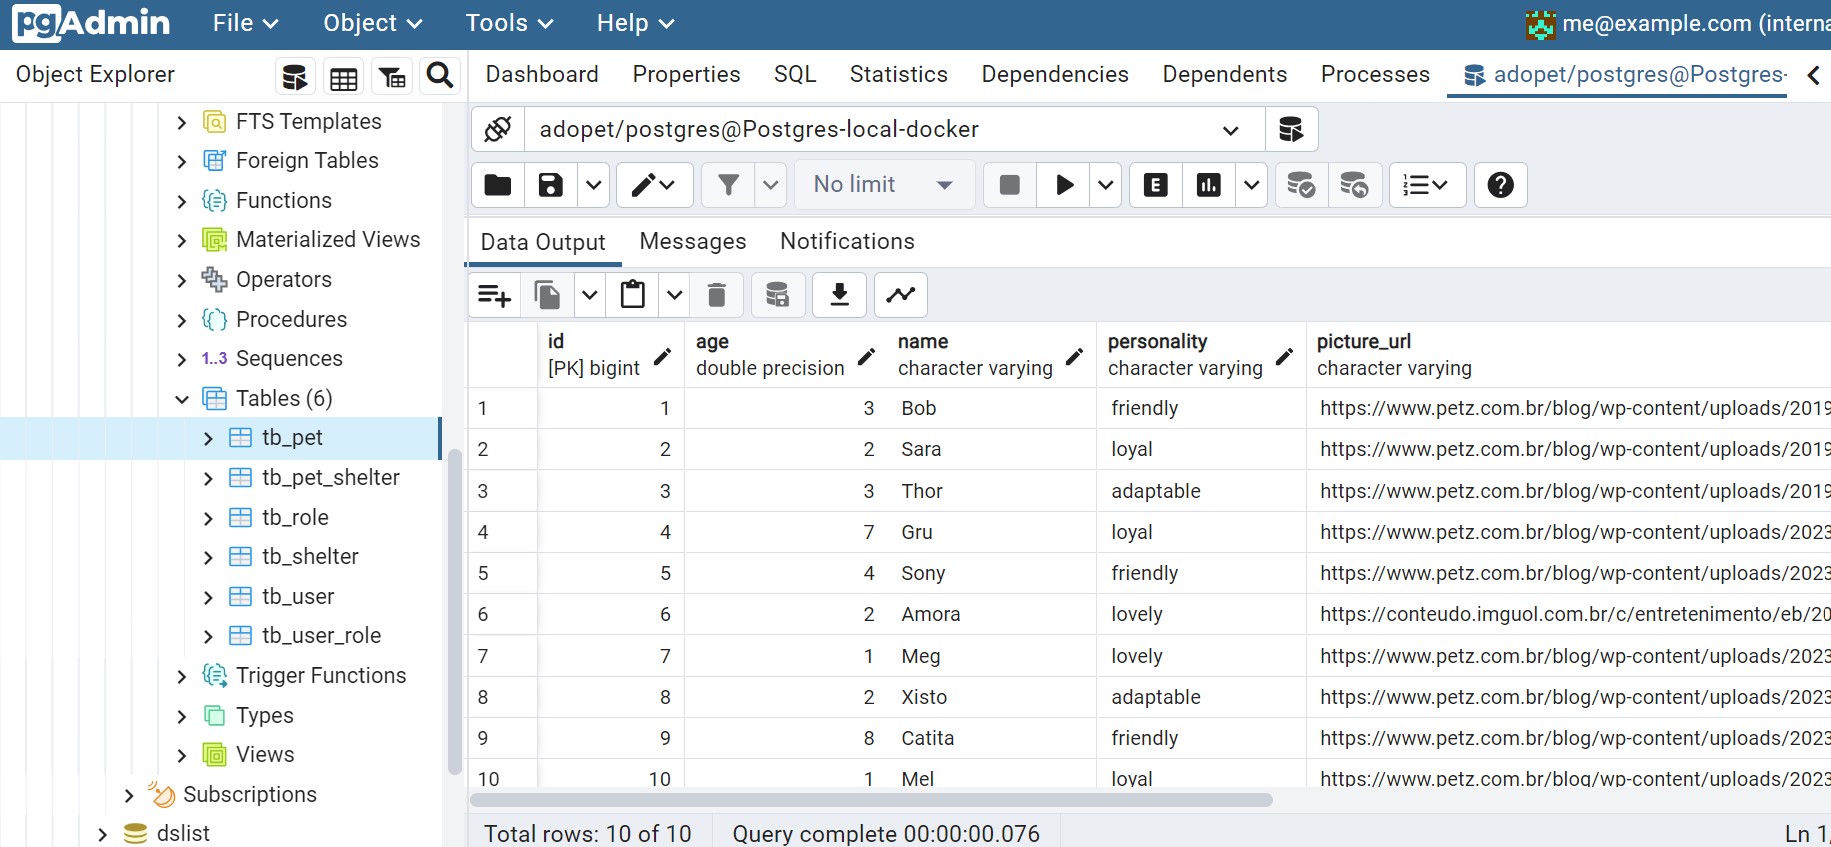 pgAdmin File Object Tools Help me@example.com (interna
Object Explorer Dashboard Properties SQL Statistics Dependencies Dependents Processes adopet/postgres@Postgres-
FTS Templates
Foreign Tables
Functions
Materialized Views
Operators
Procedures
1..3 Sequences
Tables (6)
tb_pet
tb_pet_shelter
tb_role
tb_shelter
tb_user
tb_user_role
Trigger Functions
Types
Views
Subscriptions
dslist
adopet/postgres@Postgres-local-docker
No limit E
Data Output Messages Notifications
id age name personality picture_url
[PK] bigint double precision character varying character varying character varying
1 1 3 Bob friendly https://www.petz.com.br/blog/wp-content/uploads/2019
2 2 2 Sara loyal https://www.petz.com.br/blog/wp-content/uploads/2019
3 3 3 Thor adaptable https://www.petz.com.br/blog/wp-content/uploads/2019
4 4 7 Gru loyal https://www.petz.com.br/blog/wp-content/uploads/2023
5 5 4 Sony friendly https://www.petz.com.br/blog/wp-content/uploads/2023
6 6 2 Amora lovely https://conteudo.imguol.com.br/c/entretenimento/eb/20
7 7 1 Meg lovely https://www.petz.com.br/blog/wp-content/uploads/2023
8 8 2 Xisto adaptable https://www.petz.com.br/blog/wp-content/uploads/2023
9 9 8 Catita friendly https://www.petz.com.br/blog/wp-content/uploads/2023
10 10 1 Mel loyal https://www.petz.com.br/blog/wp-content/uploads/2023
Total rows: 10 of 10 Query complete 00:00:00.076 Ln 1,